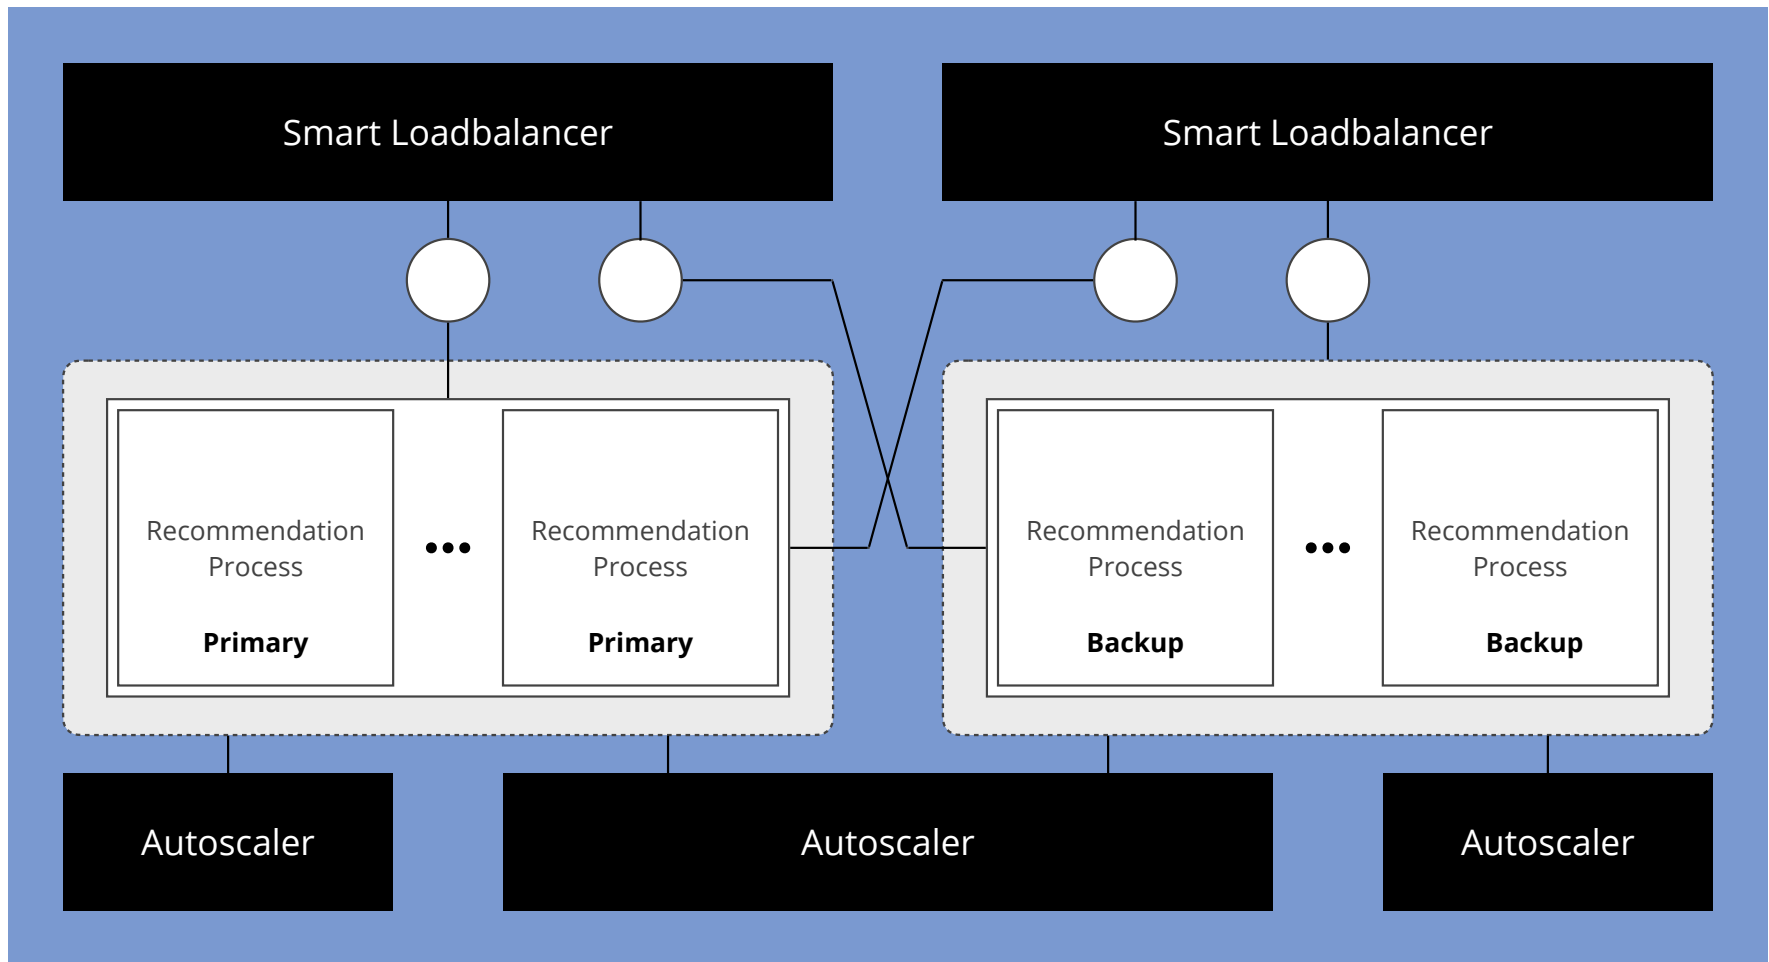 Smart Loadbalancer
Smart Loadbalancer
Recommendation
Process
Primary
Recommendation
Process
Primary
Recommendation
Process
Backup
Recommendation
Process
Backup
Autoscaler
Autoscaler
Autoscaler